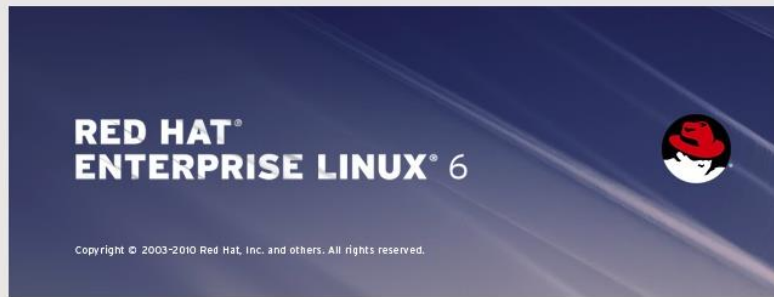 RED HAT®
ENTERPRISE LINUX® 6
Copyright © 2003-2010 Red Hat, Inc. and others. All rights reserved.